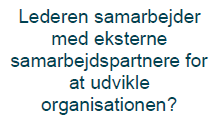 Lederen samarbejder
med eksterne
samarbejdspartnere for
at udvikle
organisationen?